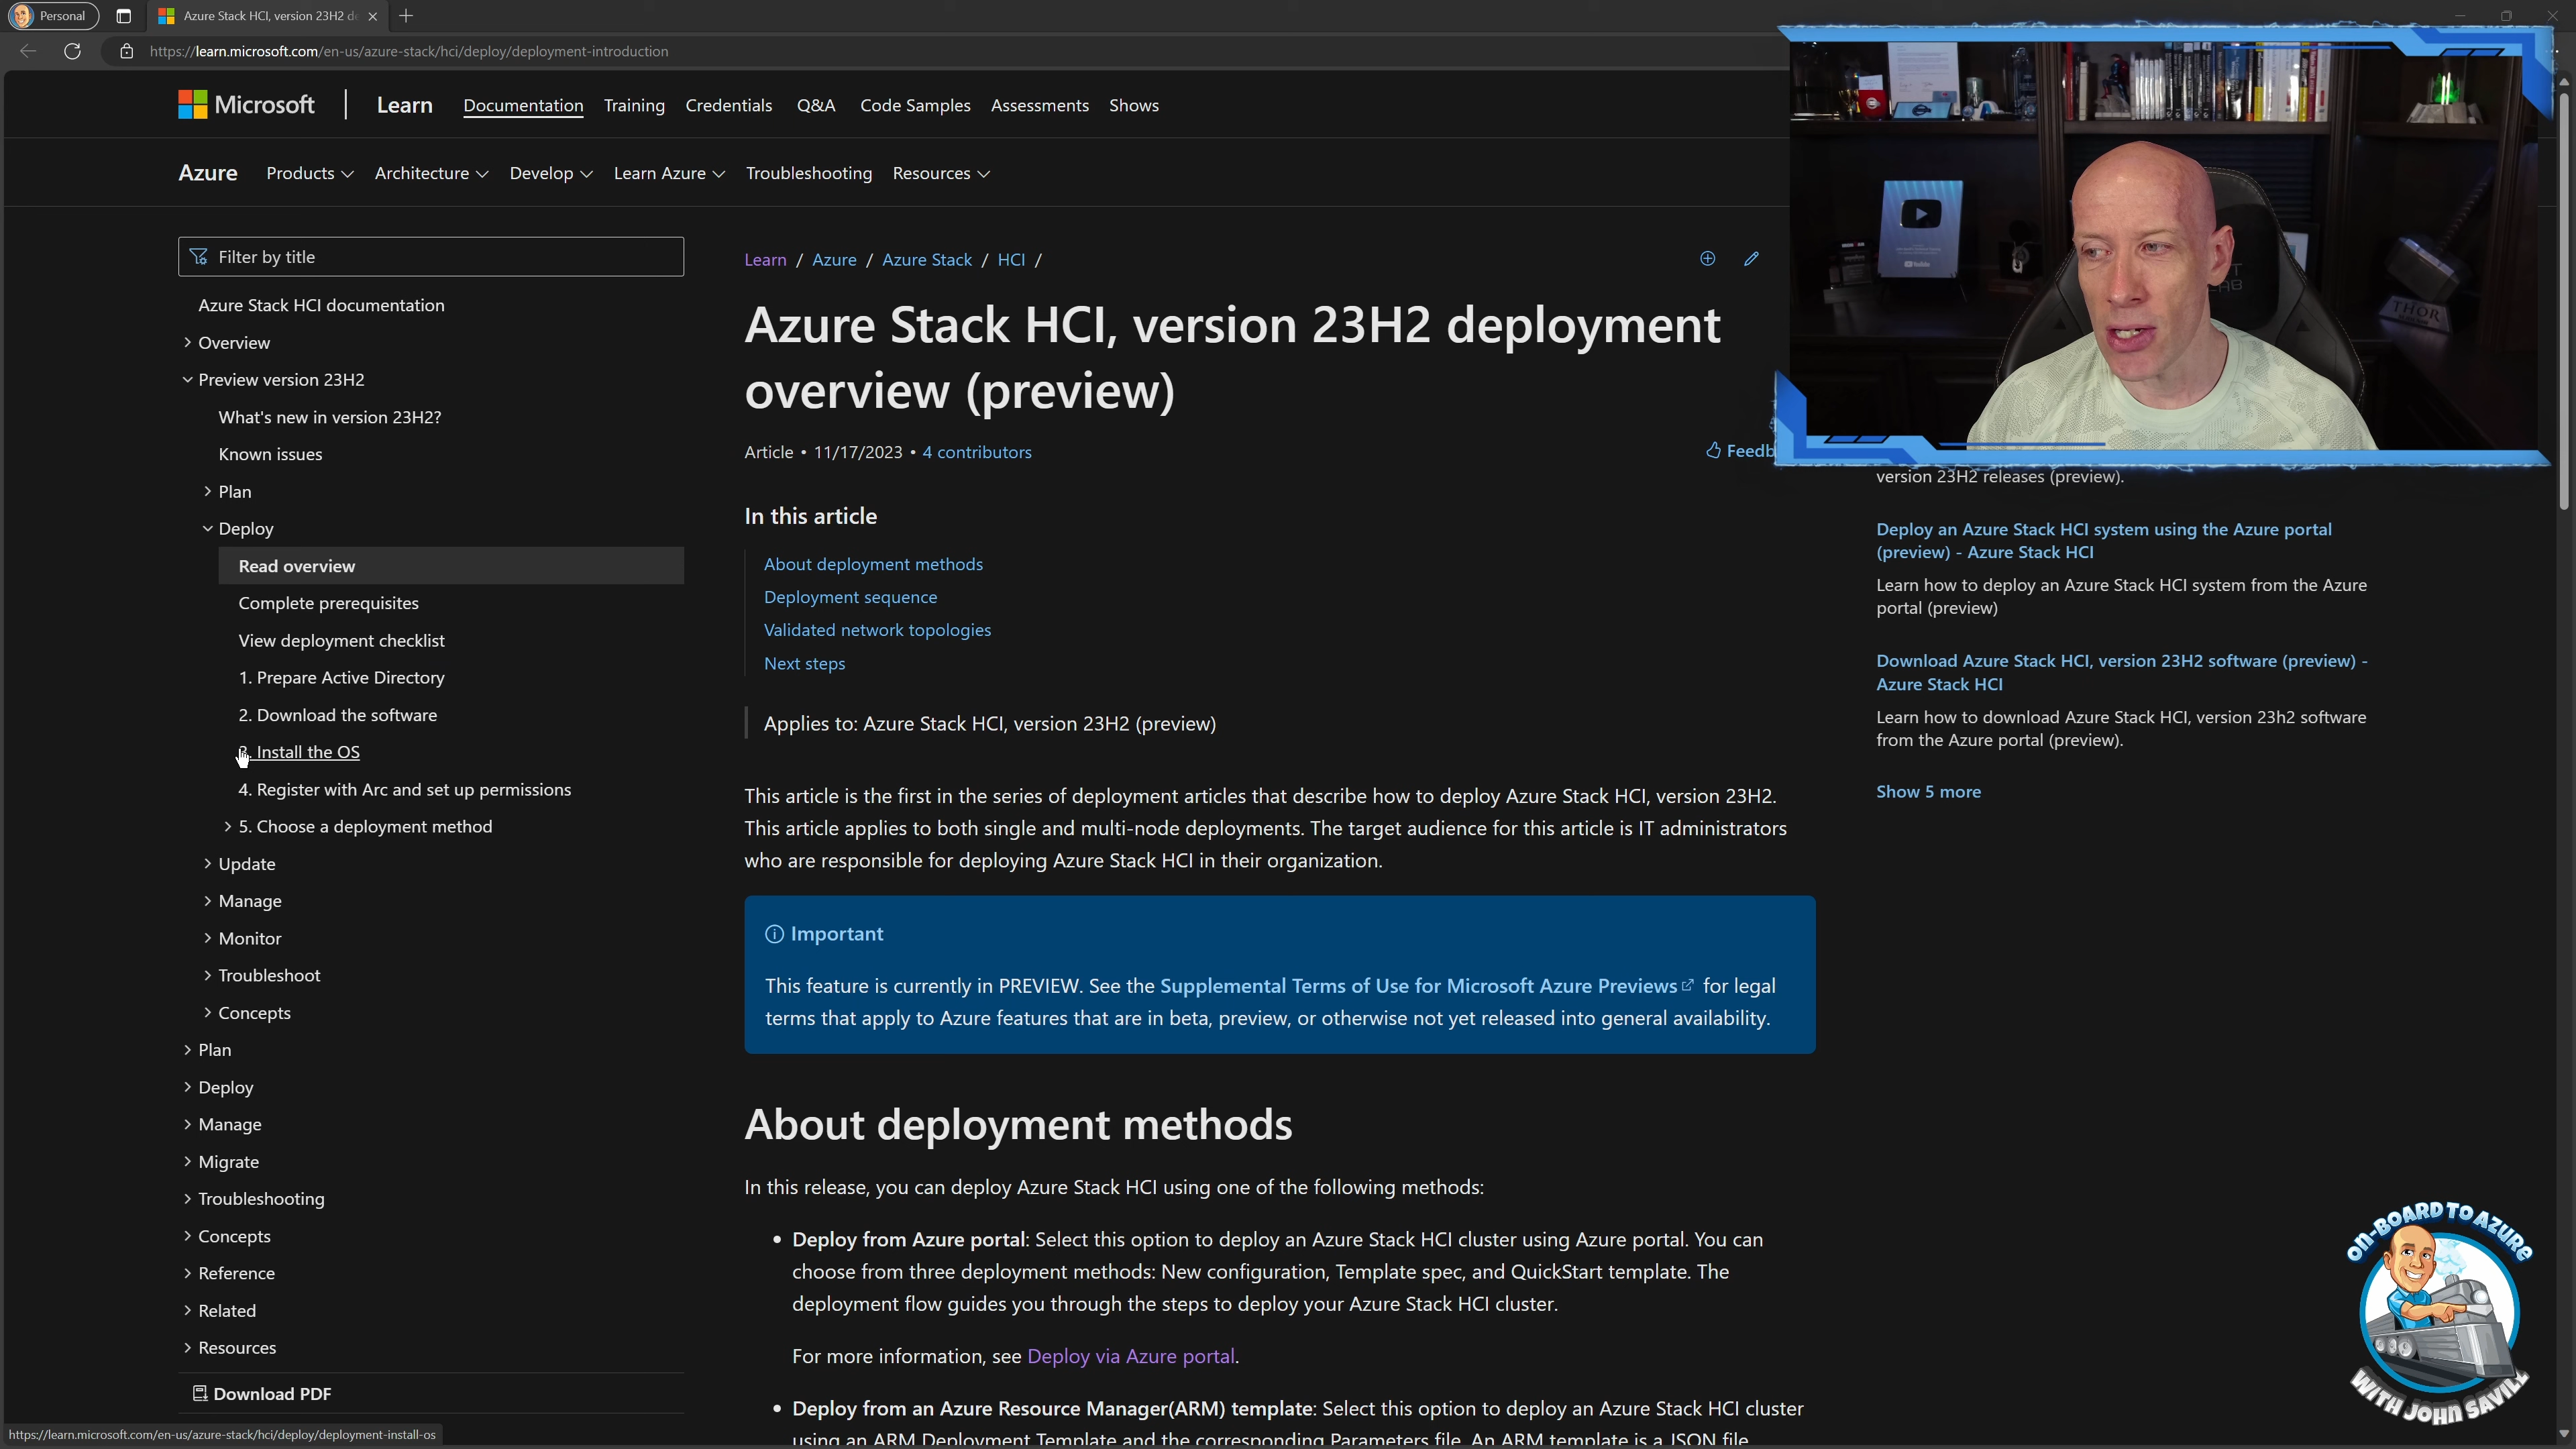 Personal
Azure Stack HCI, version 23H2 de
https://learn.microsoft.com/en-us/azure-stack/hci/deploy/deployment-introduction
Microsoft
Learn
Documentation
Training
Credentials
Q&A
Code Samples
Assessments
Shows
Azure
Products
Architecture
Develop
Learn Azure
Troubleshooting
Resources
Filter by title
Azure Stack HCI documentation
Overview
Preview version 23H2
What's new in version 23H2?
Known issues
Plan
Deploy
Read overview
Complete prerequisites
View deployment checklist
1. Prepare Active Directory
2. Download the software
3. Install the OS
4. Register with Arc and set up permissions
5. Choose a deployment method
Update
Manage
Monitor
Troubleshoot
Concepts
Plan
Deploy
Manage
Migrate
Troubleshooting
Concepts
Reference
Related
Resources
Download PDF
https://learn.microsoft.com/en-us/azure-stack/hci/deploy/deployment-install-os
Learn / Azure / Azure Stack / HCI /
Azure Stack HCI, version 23H2 deployment
overview (preview)
Article • 11/17/2023 • 4 contributors
Feedb
In this article
About deployment methods
Deployment sequence
Validated network topologies
Next steps
Applies to: Azure Stack HCI, version 23H2 (preview)
This article is the first in the series of deployment articles that describe how to deploy Azure Stack HCI, version 23H2.
This article applies to both single and multi-node deployments. The target audience for this article is IT administrators
who are responsible for deploying Azure Stack HCI in their organization.
Important
This feature is currently in PREVIEW. See the Supplemental Terms of Use for Microsoft Azure Previews for legal
terms that apply to Azure features that are in beta, preview, or otherwise not yet released into general availability.
About deployment methods
In this release, you can deploy Azure Stack HCI using one of the following methods:
• Deploy from Azure portal: Select this option to deploy an Azure Stack HCI cluster using Azure portal. You can
choose from three deployment methods: New configuration, Template spec, and QuickStart template. The
deployment flow guides you through the steps to deploy your Azure Stack HCI cluster.
For more information, see Deploy via Azure portal.
• Deploy from an Azure Resource Manager(ARM) template: Select this option to deploy an Azure Stack HCI cluster
using an ARM Deployment Template and the corresponding Parameters file. An ARM template is a JSON file
version 23H2 releases (preview).
Deploy an Azure Stack HCI system using the Azure portal
(preview) - Azure Stack HCI
Learn how to deploy an Azure Stack HCI system from the Azure
portal (preview)
Download Azure Stack HCI, version 23H2 software (preview) -
Azure Stack HCI
Learn how to download Azure Stack HCI, version 23h2 software
from the Azure portal (preview).
Show 5 more
THOR
YouTube
ON-BOARD TO AZURE
WITH JOHN SAVILL